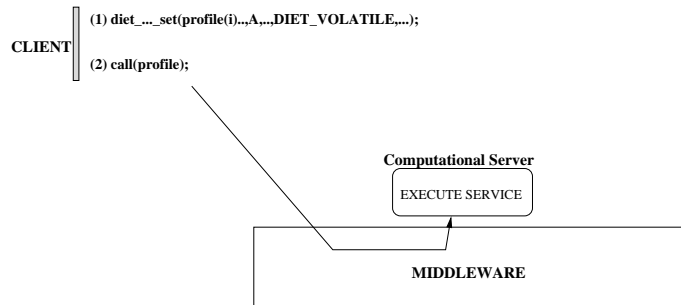 (1) diet_..._set(profile(i)..,A,..,DIET_VOLATILE,...);
CLIENT
(2) call(profile);
Computational Server
EXECUTE SERVICE
MIDDLEWARE